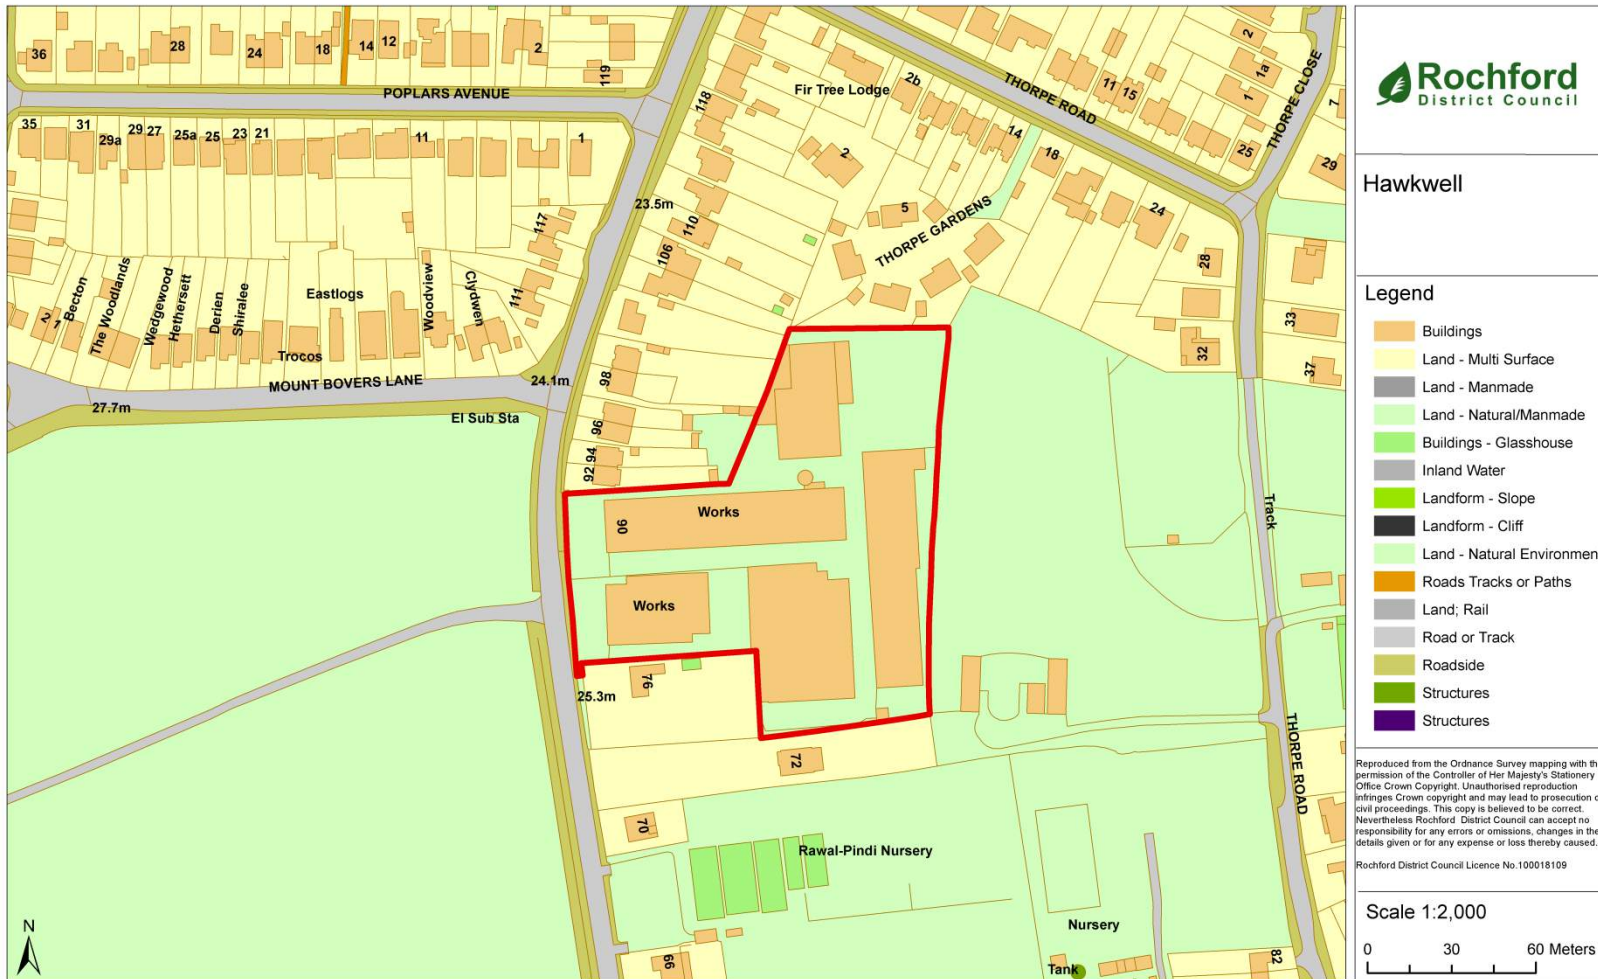 36
28
24
18
14
12
2
119
POPLARS AVENUE
35
31
29a
29
27
25a
25
23
21
11
1
118
Fir Tree Lodge
2b
THORPE ROAD
11
15
2
1a
1
THORPE CLOSE
7
25
29
14
18
2
5
THORPE GARDENS
24
28
23.5m
110
106
117
111
33
32
37
2
1
Becton
The Woodlands
Wedgewood
Hethersett
Derien
Shiralee
Eastlogs
Trocos
Woodview
Clydwen
MOUNT BOVERS LANE
24.1m
27.7m
El Sub Sta
98
96
94
92
90
Works
Works
Track
76
25.3m
72
70
Rawal-Pindi Nursery
THORPE ROAD
Nursery
Tank
66
82
N
Rochford
District Council
Hawkwell
Legend
Buildings
Land - Multi Surface
Land - Manmade
Land - Natural/Manmade
Buildings - Glasshouse
Inland Water
Landform - Slope
Landform - Cliff
Land - Natural Environmen
Roads Tracks or Paths
Land; Rail
Road or Track
Roadside
Structures
Structures
Reproduced from the Ordnance Survey mapping with th
permission of the Controller of Her Majesty's Stationery
Office Crown Copyright. Unauthorised reproduction
infringes Crown copyright and may lead to prosecution o
civil proceedings. This copy is believed to be correct.
Nevertheless Rochford District Council can accept no
responsibility for any errors or omissions, changes in the
details given or for any expense or loss thereby caused.
Rochford District Council Licence No.100018109
Scale 1:2,000
0 30 60 Meters